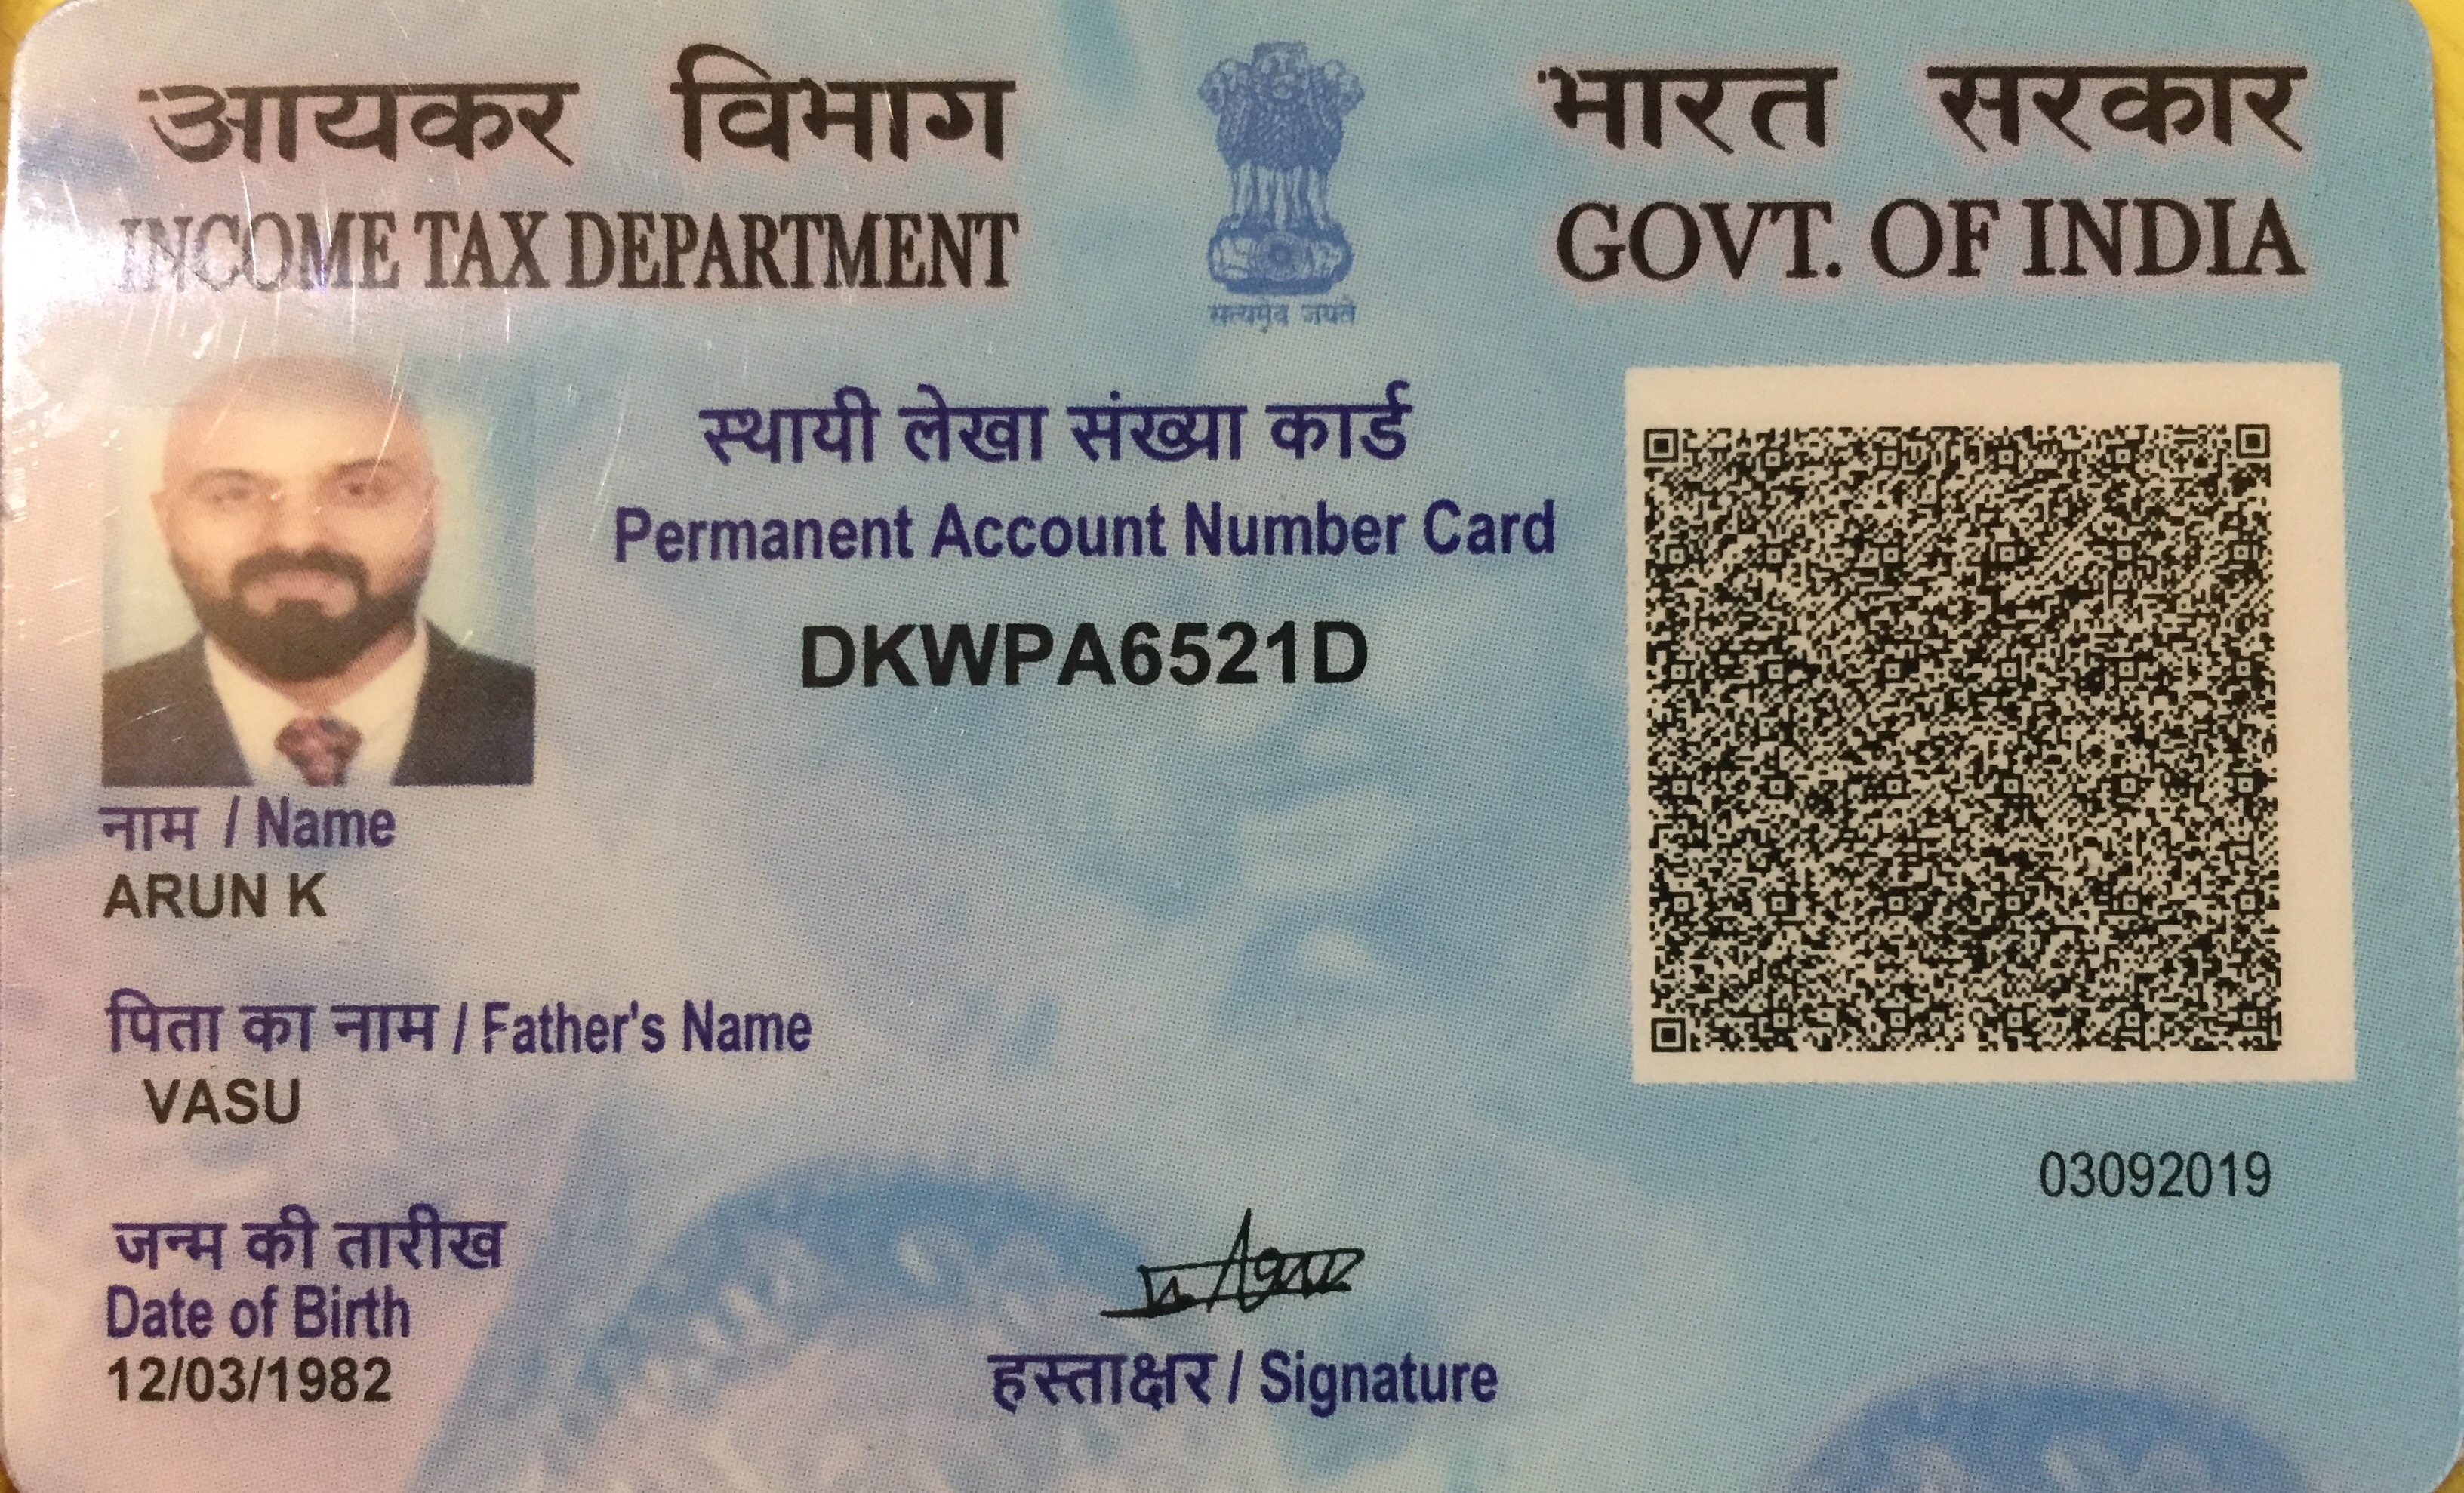 आयकर विभाग
INCOME TAX DEPARTMENT
सत्यमेव जयते
भारत सरकार
GOVT. OF INDIA
स्थायी लेखा संख्या कार्ड
Permanent Account Number Card
DKWPA6521D
नाम / Name
ARUN K
पिता का नाम / Father's Name
VASU
03092019
जन्म की तारीख
Date of Birth
12/03/1982
हस्ताक्षर / Signature